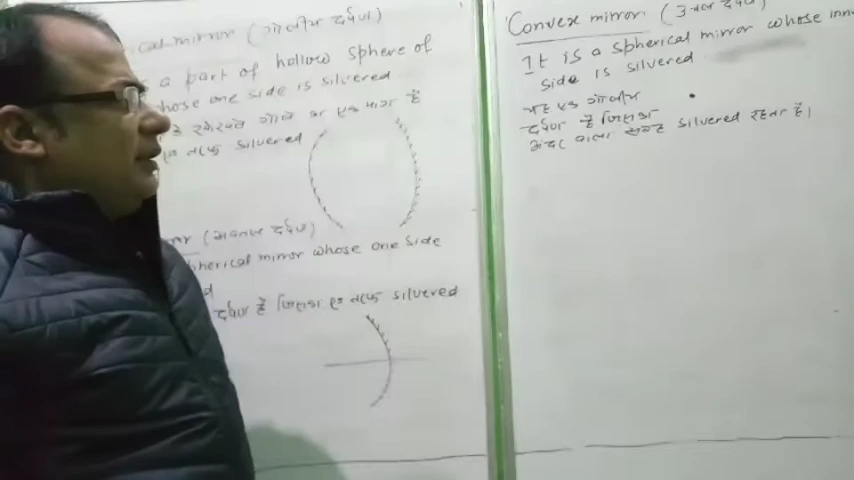 ical mirror (गोलीय दर्पण)
a part of hollow sphere of
hose one side is silvered
खोखले गोले का एक भाग है
तरफ silvered
mirror (अवतल दर्पण)
pherical mirror whose one side
d
दर्पण है जिसका एक तरफ silvered
Convex mirror (उत्तल दर्पण)
It is a spherical mirror whose inn
side is silvered
यह एक गोलीय
दर्पण है जिसका
अंदर वाला सतह silvered रहता है।